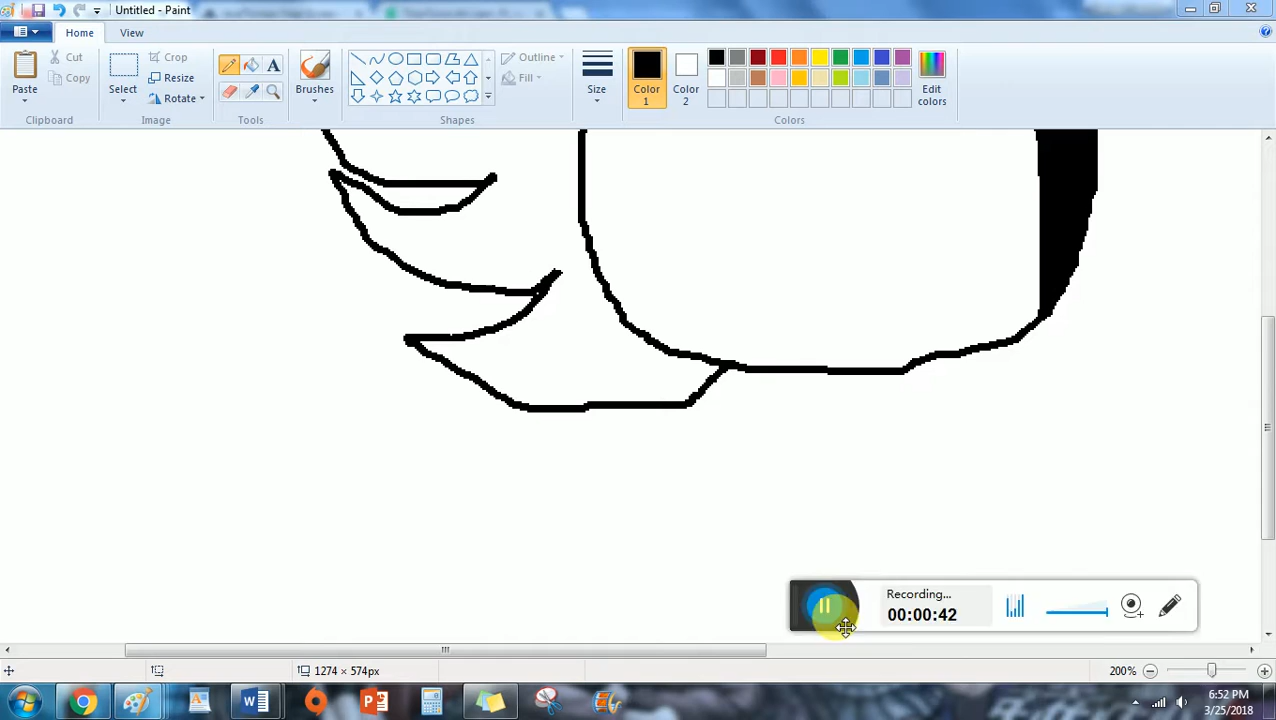 Untitled - Paint
Home
View
Paste
Cut
Copy
Clipboard
Select
Crop
Resize
Rotate
Image
Tools
Brushes
Shapes
Outline
Fill
Size
Color 1
Color 2
Edit colors
Colors
Recording...
00:00:42
1274 × 574px
200%
6:52 PM
3/25/2018